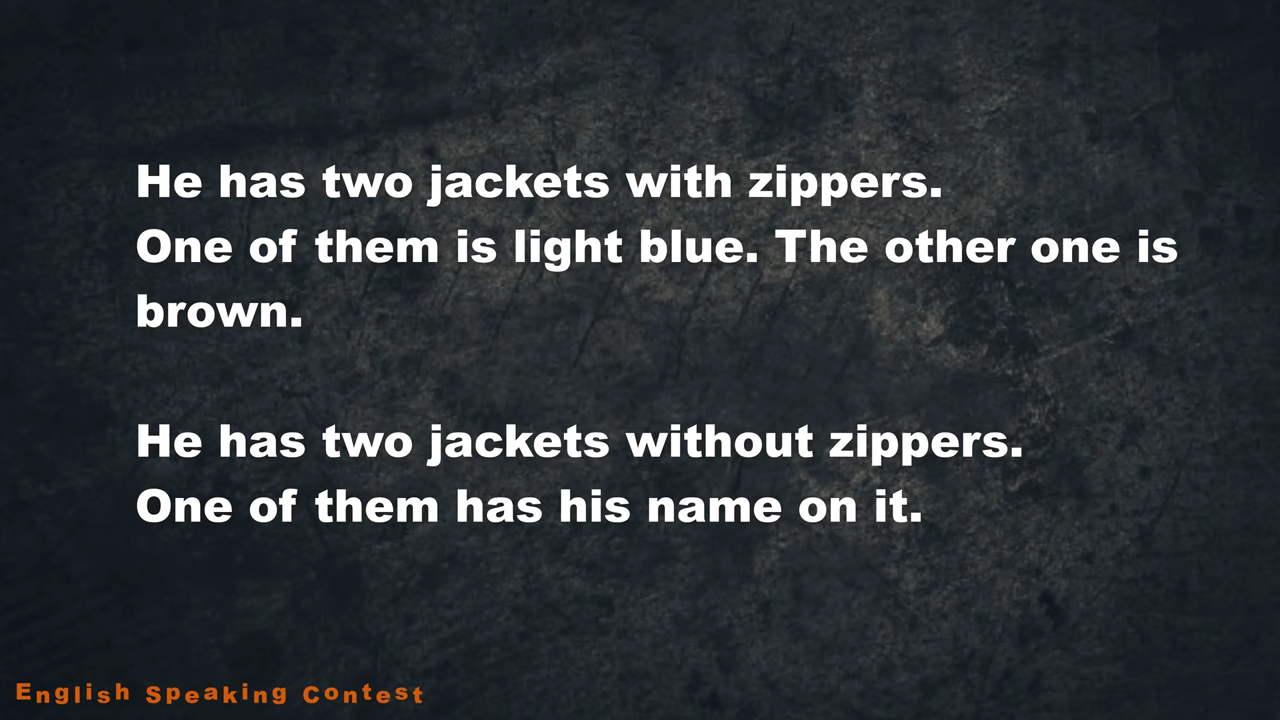 He has two jackets with zippers.
One of them is light blue. The other one is
brown.
He has two jackets without zippers.
One of them has his name on it.
English Speaking Contest